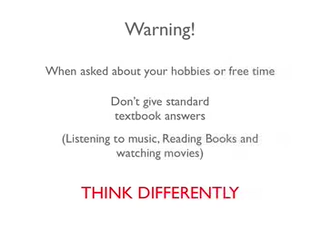 Warning!
When asked about your hobbies or free time
Don't give standard
textbook answers
(Listening to music, Reading Books and
watching movies)
THINK DIFFERENTLY